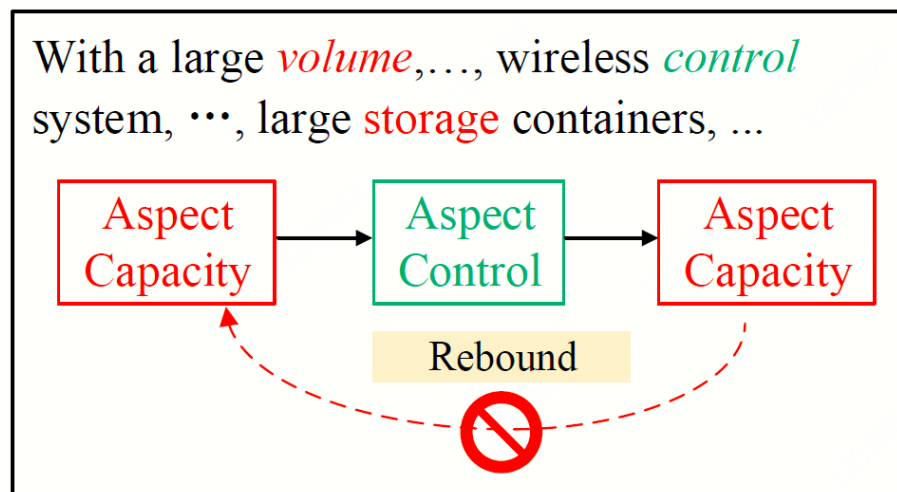 With a large volume,…, wireless control
system, ⋯, large storage containers, ...
Aspect
Capacity
Aspect
Control
Aspect
Capacity
Rebound